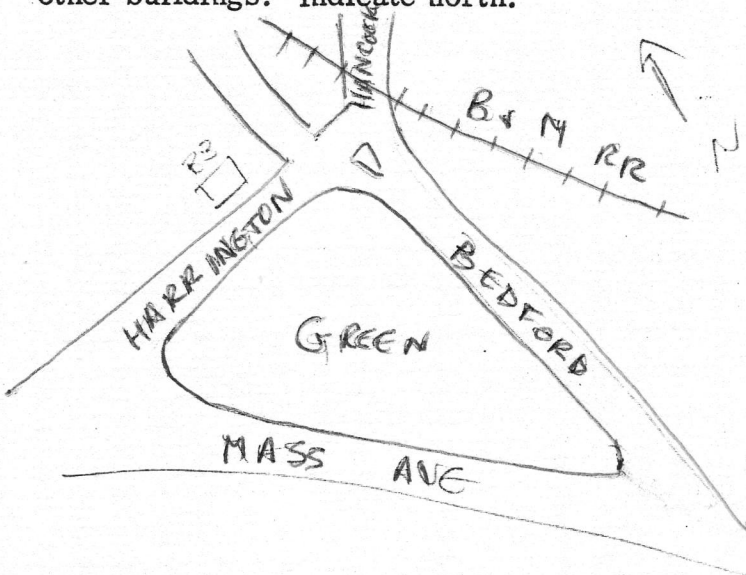 other buildings. Indicate north.
HANCOCK
B & M RR
N
HARRINGTON
BEDFORD
GREEN
MASS AVE